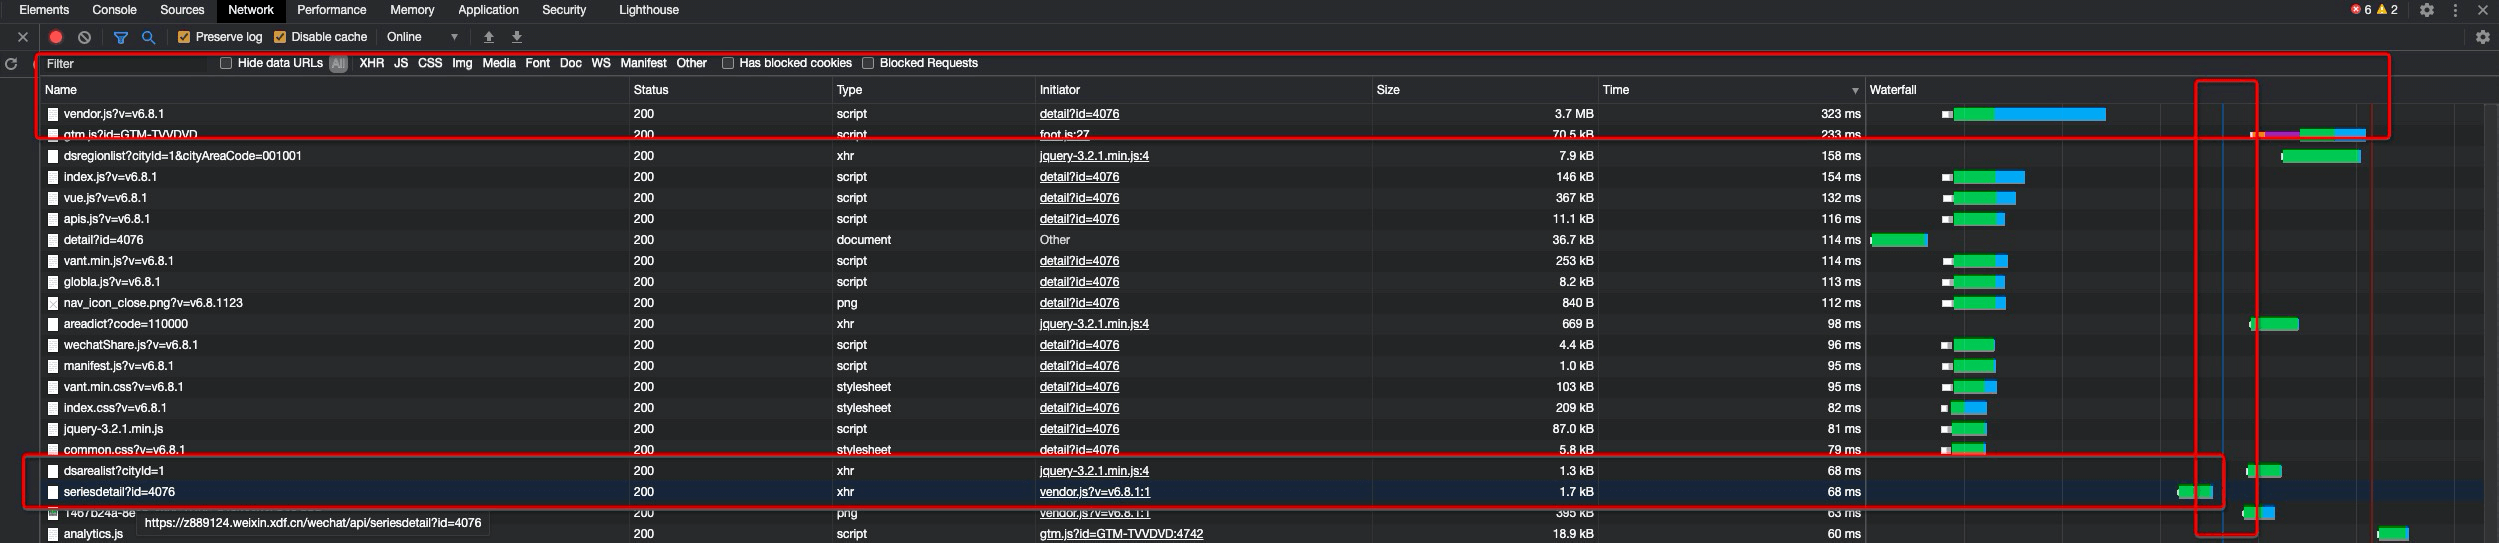 Elements Console Sources Network Performance Memory Application Security Lighthouse 6 2
Preserve log Disable cache Online
Filter Hide data URLs All XHR JS CSS Img Media Font Doc WS Manifest Other Has blocked cookies Blocked Requests
Name Status Type Initiator Size Time Waterfall
vendor.js?v=v6.8.1 200 script detail?id=4076 3.7 MB 323 ms
gtm.js?id=GTM-TVVDVD 200 script foot.js:27 70.5 kB 233 ms
dsregionlist?cityId=1&cityAreaCode=001001 200 xhr jquery-3.2.1.min.js:4 7.9 kB 158 ms
index.js?v=v6.8.1 200 script detail?id=4076 146 kB 154 ms
vue.js?v=v6.8.1 200 script detail?id=4076 367 kB 132 ms
apis.js?v=v6.8.1 200 script detail?id=4076 11.1 kB 116 ms
detail?id=4076 200 document Other 36.7 kB 114 ms
vant.min.js?v=v6.8.1 200 script detail?id=4076 253 kB 114 ms
globla.js?v=v6.8.1 200 script detail?id=4076 8.2 kB 113 ms
nav_icon_close.png?v=v6.8.1123 200 png detail?id=4076 840 B 112 ms
areadict?code=110000 200 xhr jquery-3.2.1.min.js:4 669 B 98 ms
wechatShare.js?v=v6.8.1 200 script detail?id=4076 4.4 kB 96 ms
manifest.js?v=v6.8.1 200 script detail?id=4076 1.0 kB 95 ms
vant.min.css?v=v6.8.1 200 stylesheet detail?id=4076 103 kB 95 ms
index.css?v=v6.8.1 200 stylesheet detail?id=4076 209 kB 82 ms
jquery-3.2.1.min.js 200 script detail?id=4076 87.0 kB 81 ms
common.css?v=v6.8.1 200 stylesheet detail?id=4076 5.8 kB 79 ms
dsarealist?cityId=1 200 xhr jquery-3.2.1.min.js:4 1.3 kB 68 ms
seriesdetail?id=4076 200 xhr vendor.js?v=v6.8.1:1 1.7 kB 68 ms
200 png vendor.js?v=v6.8.1:1 395 kB 63 ms
https://z889124.weixin.xdf.cn/wechat/api/seriesdetail?id=4076
analytics.js 200 script gtm.js?id=GTM-TVVDVD:4742 18.9 kB 60 ms